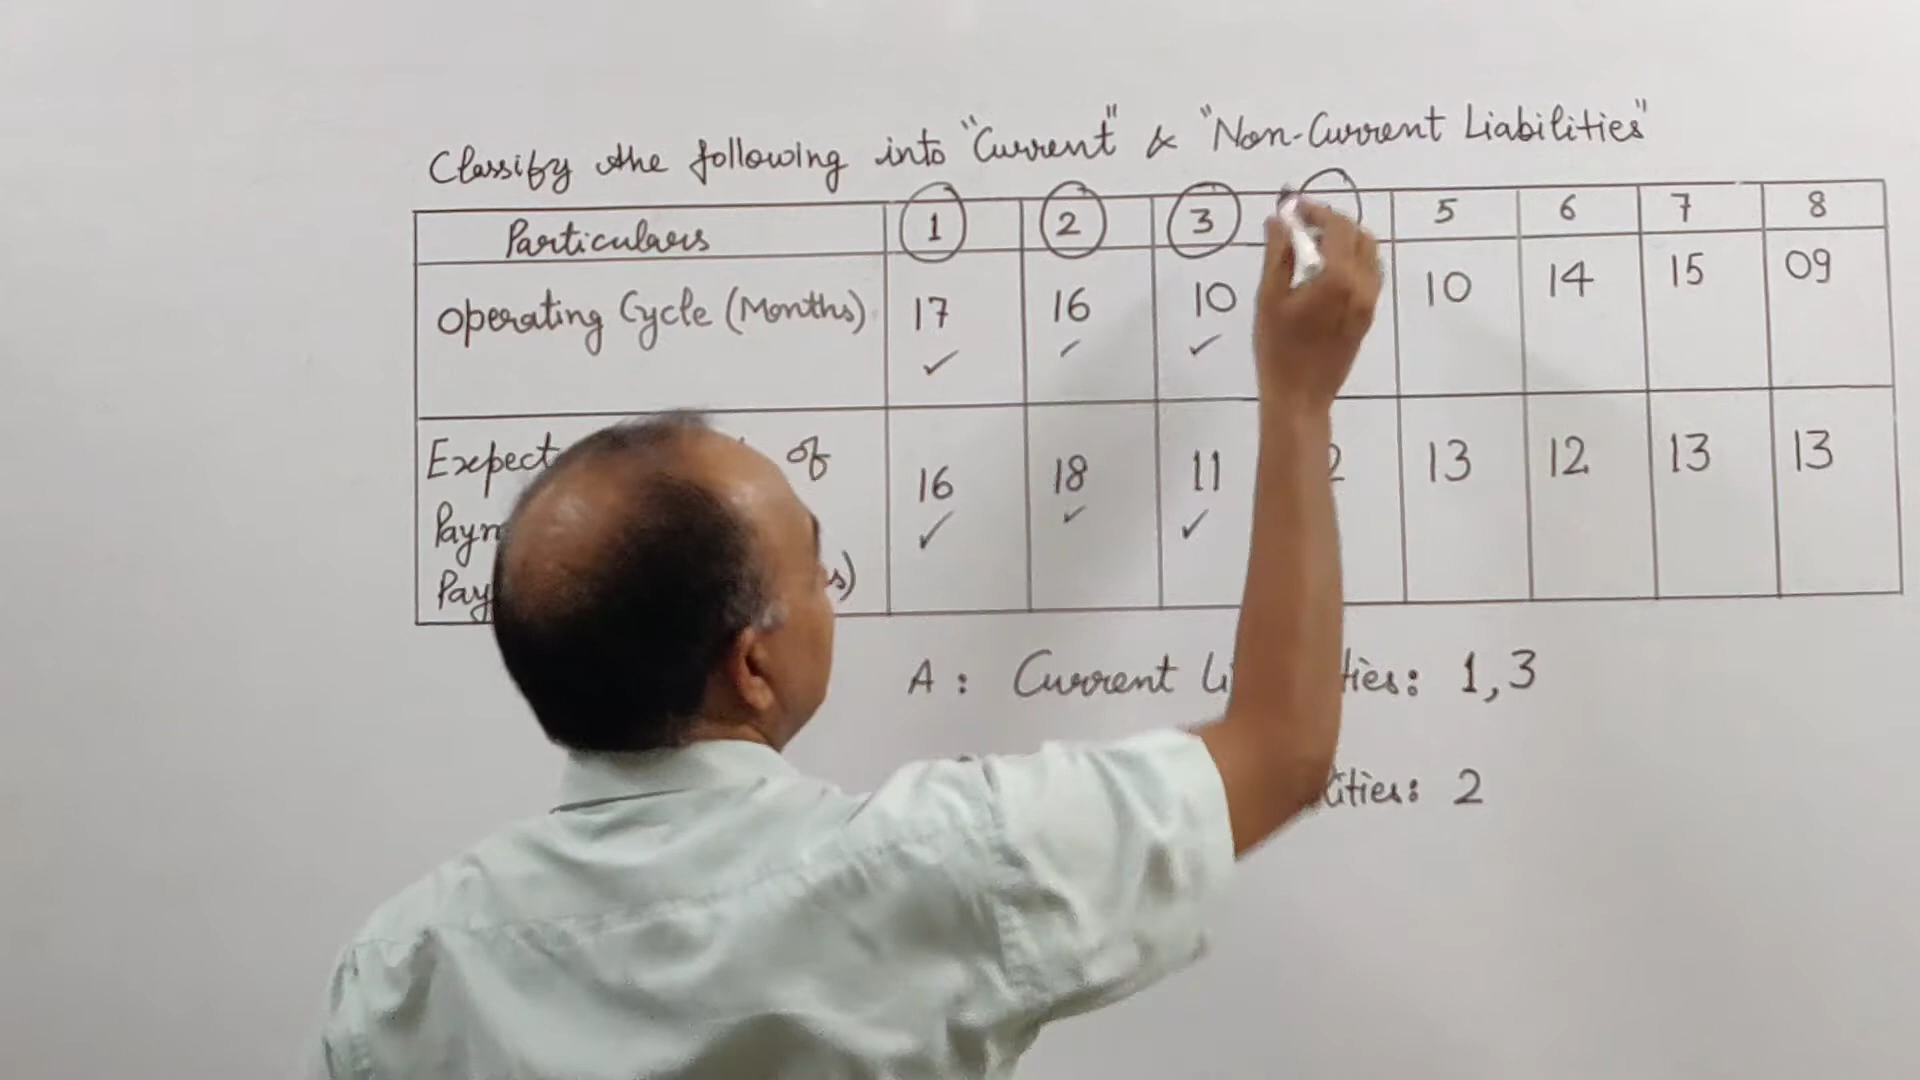 Classify the following into "Current" & "Non-Current Liabilities"
Particulars 1 2 3 5 6 7 8
Operating Cycle (Months) 17 16 10 10 14 15 09
of
16 18 11 13 12 13 13
A : Current ties: 1, 3
ities: 2